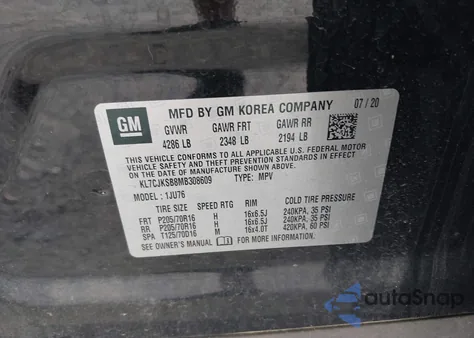 GM
MFD BY GM KOREA COMPANY 07/20
GVWR GAWR FRT GAWR RR
4286 LB 2348 LB 2194 LB
THIS VEHICLE CONFORMS TO ALL APPLICABLE U.S. FEDERAL MOTOR
VEHICLE SAFETY AND THEFT PREVENTION STANDARDS IN EFFECT
ON THE DATE OF MANUFACTURE SHOWN ABOVE.
KL7CJKSB8MB308609 TYPE: MPV
MODEL: 1JU76
TIRE SIZE SPEED RTG RIM COLD TIRE PRESSURE
FRT P205/70R16 H 16x6.5J 240KPA, 35 PSI
RR P205/70R16 H 16x6.5J 240KPA, 35 PSI
SPA T125/70D16 M 16x4.0T 420KPA, 60 PSI
SEE OWNER'S MANUAL FOR MORE INFORMATION.
autoSnap